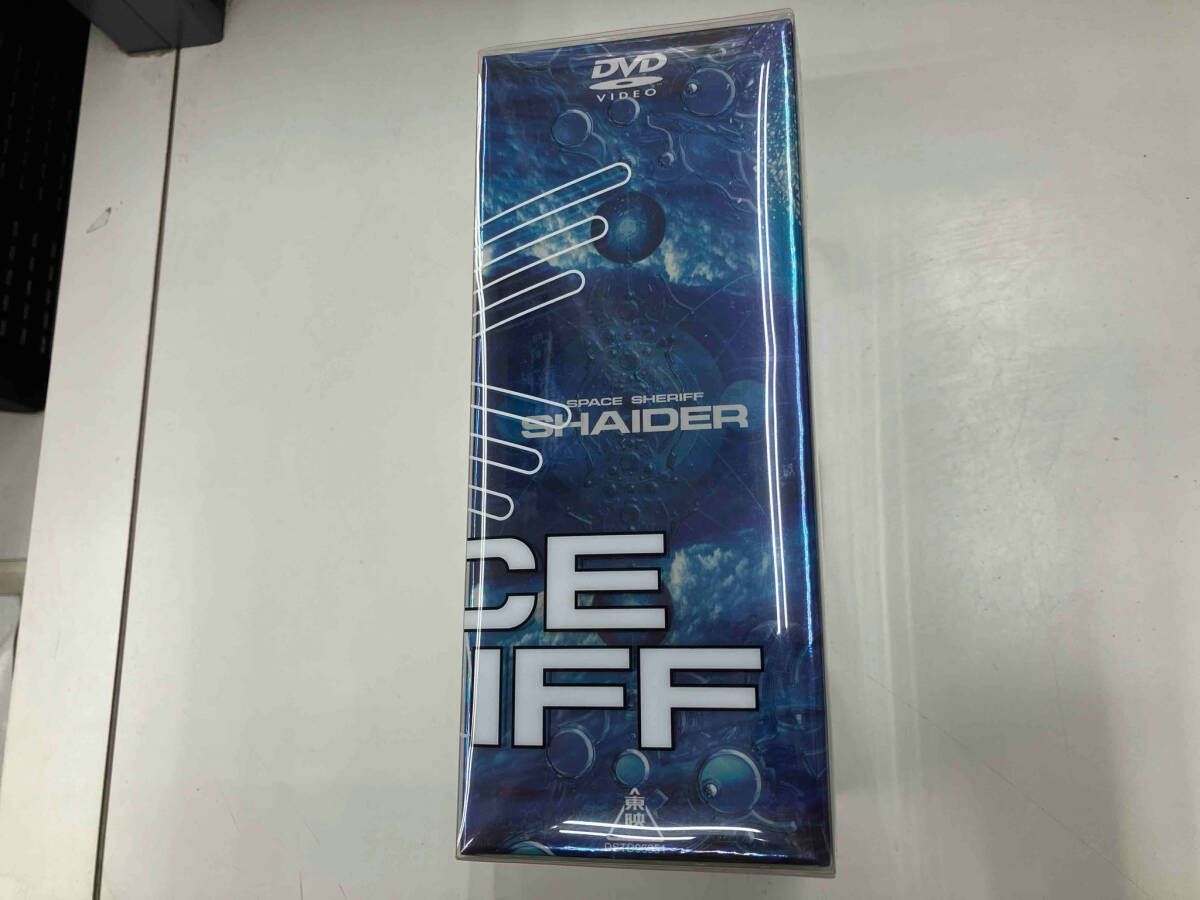 DVD
VIDEO
SPACE SHERIFF
SHAIDER
CE
IFF
東映